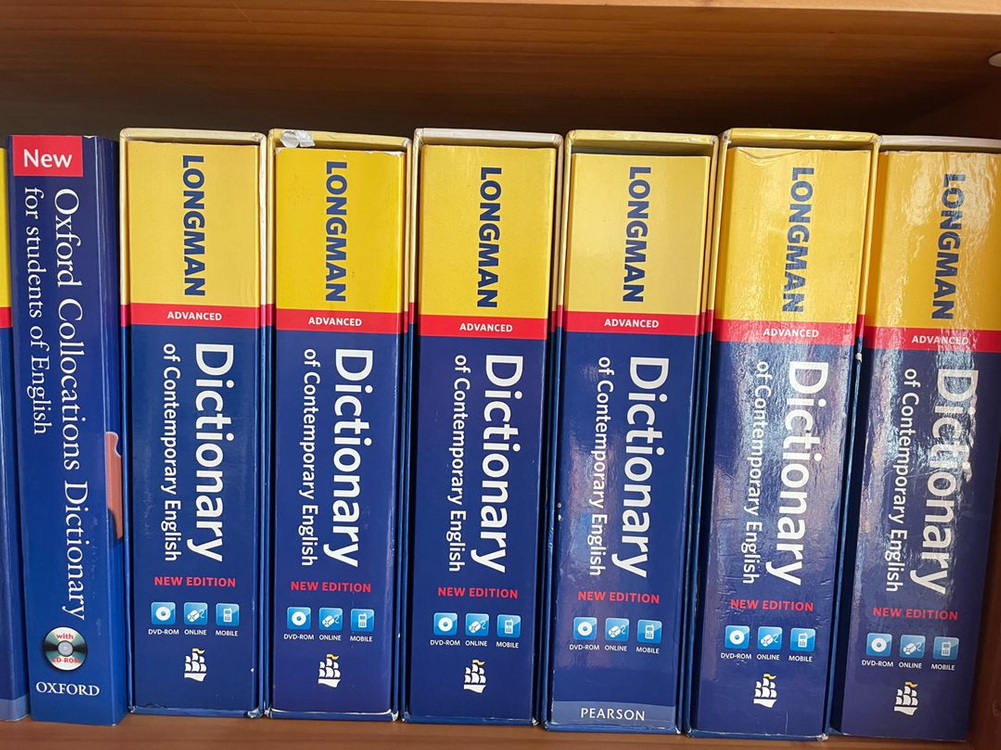 New
Oxford Collocations Dictionary
for students of English
with
CD-ROM
OXFORD
LONGMAN
ADVANCED
Dictionary
of Contemporary English
NEW EDITION
DVD-ROM ONLINE MOBILE
LONGMAN
ADVANCED
Dictionary
of Contemporary English
NEW EDITION
DVD-ROM ONLINE MOBILE
LONGMAN
ADVANCED
Dictionary
of Contemporary English
NEW EDITION
DVD-ROM ONLINE MOBILE
LONGMAN
ADVANCED
Dictionary
of Contemporary English
NEW EDITION
DVD-ROM ONLINE MOBILE
PEARSON
LONGMAN
ADVANCED
Dictionary
of Contemporary English
NEW EDITION
DVD-ROM ONLINE MOBILE
LONGMAN
ADVANCED
Dictionary
of Contemporary English
NEW EDITION
DVD-ROM ONLINE MOBILE